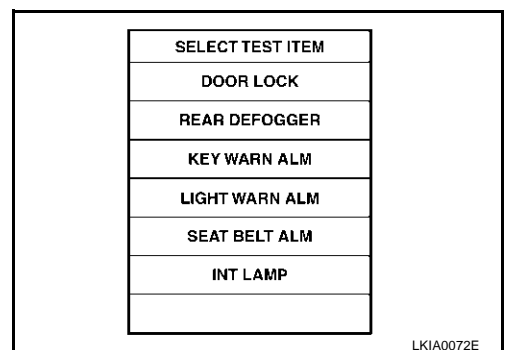 SELECT TEST ITEM
DOOR LOCK
REAR DEFOGGER
KEY WARN ALM
LIGHT WARN ALM
SEAT BELT ALM
INT LAMP
LKIA0072E